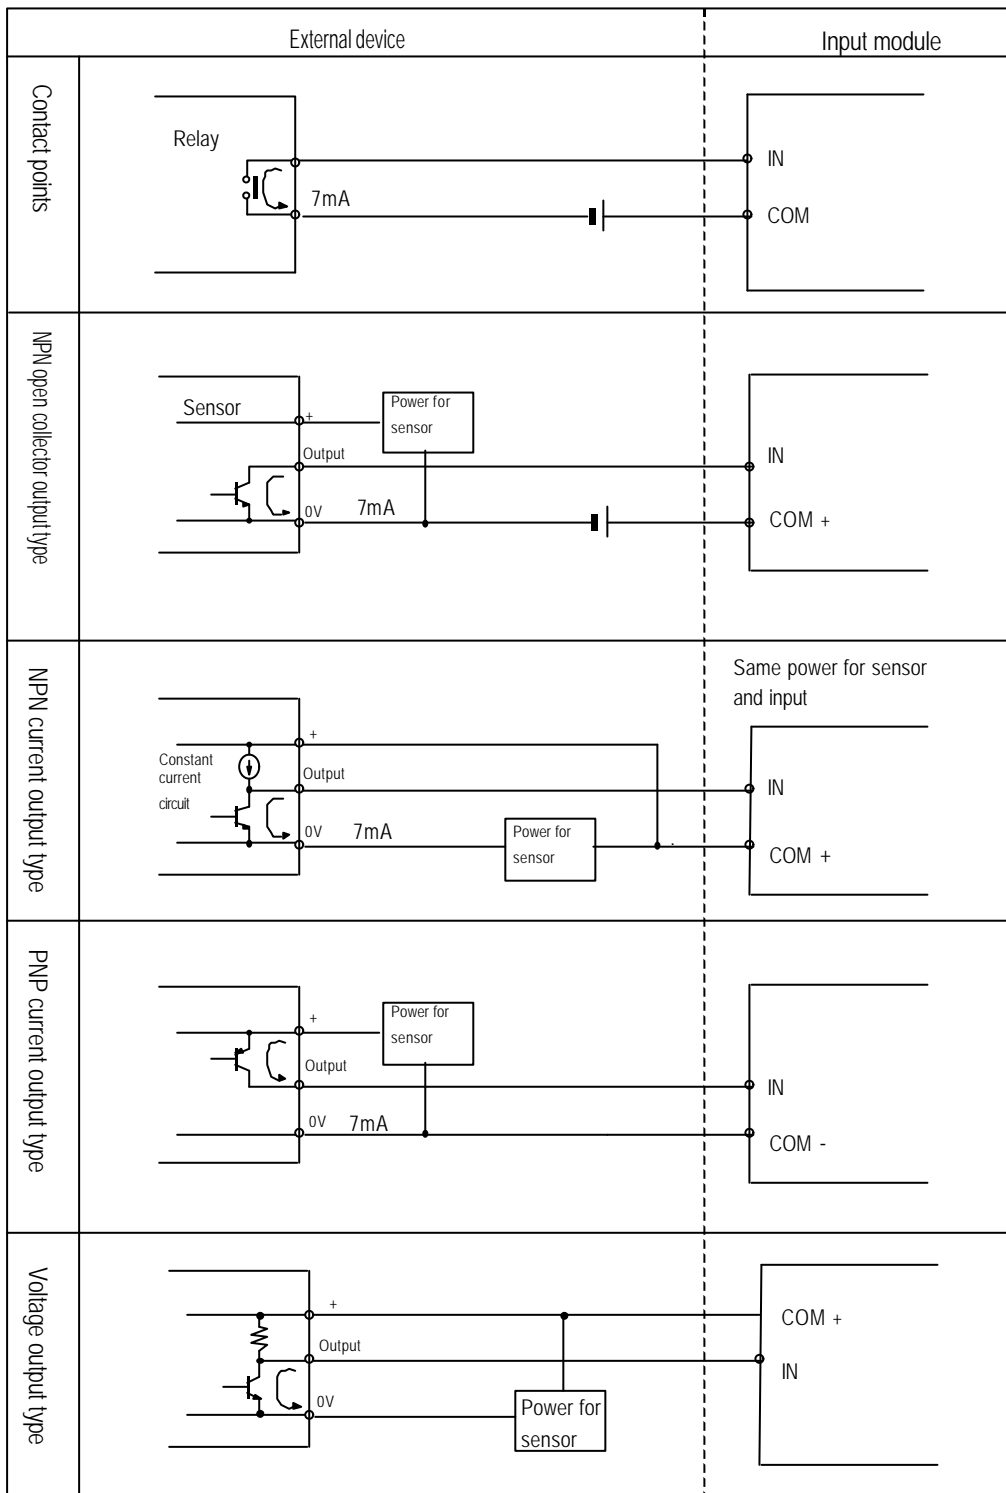 External device
Input module
Contact points
Relay
7mA
IN
COM
NPN open collector output type
Sensor
+
Power for
sensor
Output
0V
7mA
IN
COM +
NPN current output type
Same power for sensor
and input
+
Constant
current
circuit
Output
0V
7mA
Power for
sensor
IN
COM +
PNP current output type
+
Power for
sensor
Output
0V
7mA
IN
COM -
Voltage output type
+
Output
0V
Power for
sensor
COM +
IN